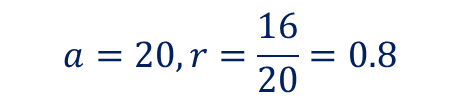 a = 20, r = 16/20 = 0.8